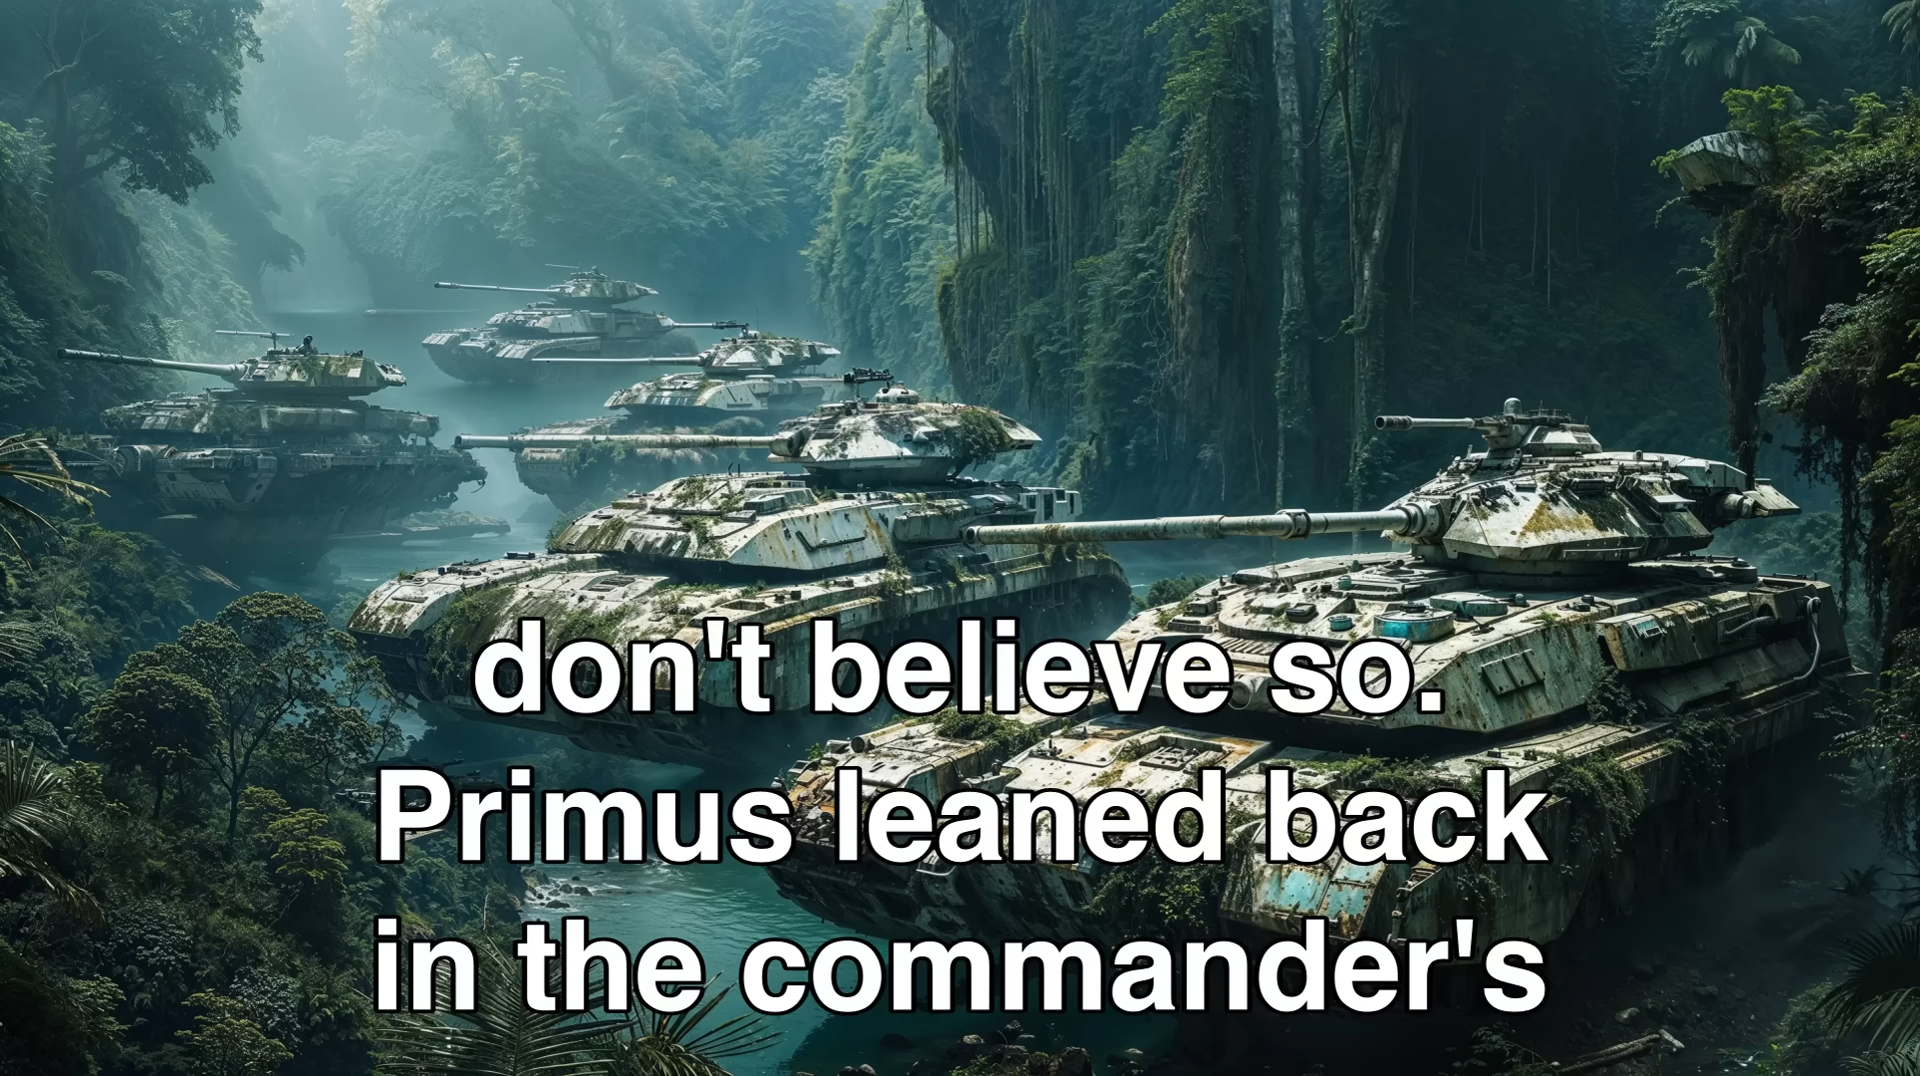 don't believe so.
Primus leaned back
in the commander's